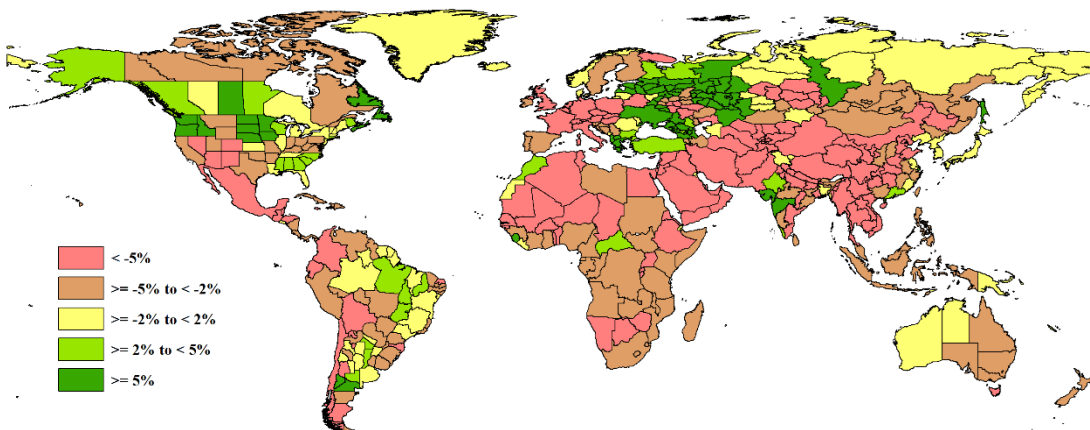 < -5%
>= -5% to < -2%
>= -2% to < 2%
>= 2% to < 5%
>= 5%